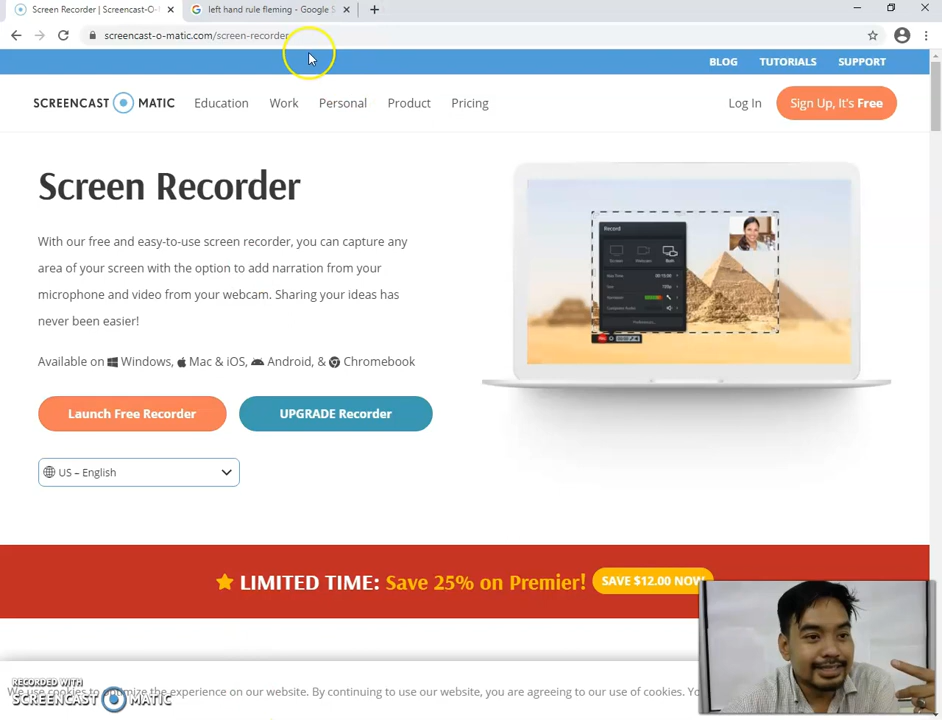 Screen Recorder | Screencast-O-
left hand rule fleming - Google S
screencast-o-matic.com/screen-recorder
BLOG TUTORIALS SUPPORT
SCREENCAST MATIC Education Work Personal Product Pricing Log In Sign Up, It's Free
Screen Recorder
With our free and easy-to-use screen recorder, you can capture any
area of your screen with the option to add narration from your
microphone and video from your webcam. Sharing your ideas has
never been easier!
Available on Windows, Mac & iOS, Android, & Chromebook
Launch Free Recorder UPGRADE Recorder
US – English
Record
LIMITED TIME: Save 25% on Premier! SAVE $12.00 NOW
We use cookies to optimize the experience on our website. By continuing to use our website, you are agreeing to our use of cookies.
RECORDED WITH
SCREENCAST MATIC